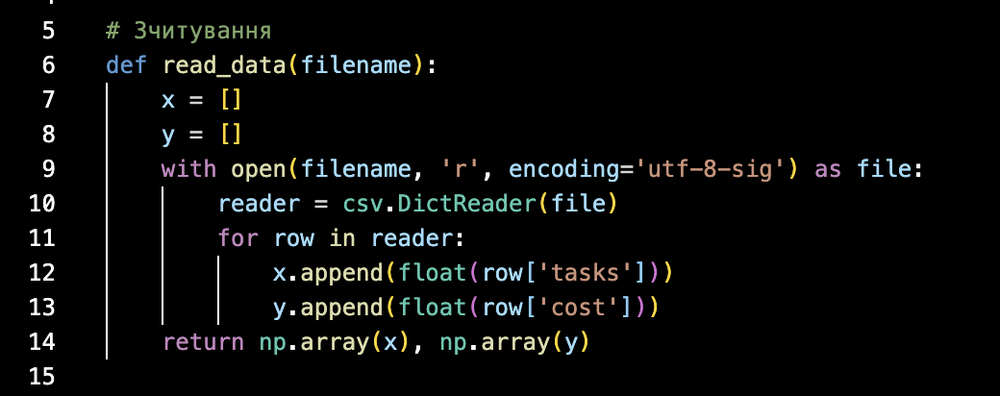 5 # Зчитування
6 def read_data(filename):
7     x = []
8     y = []
9     with open(filename, 'r', encoding='utf-8-sig') as file:
10         reader = csv.DictReader(file)
11         for row in reader:
12             x.append(float(row['tasks']))
13             y.append(float(row['cost']))
14     return np.array(x), np.array(y)
15